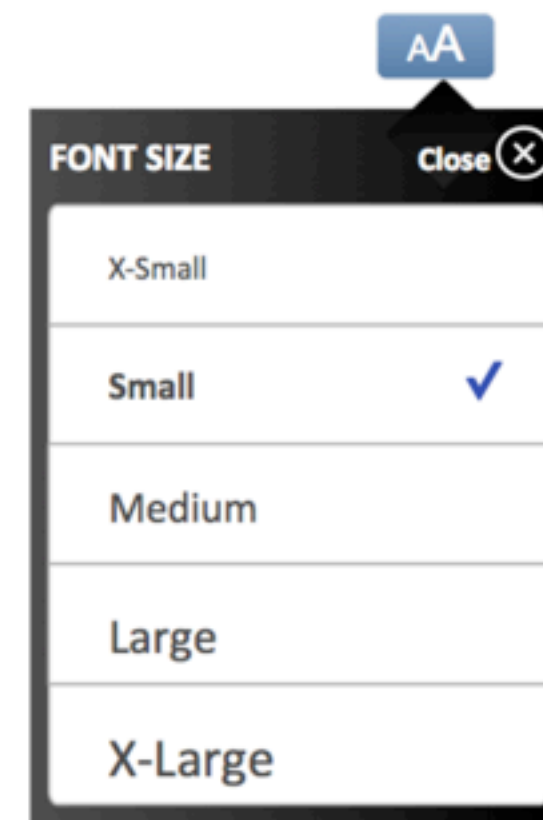 AA
FONT SIZE Close
X-Small
Small
Medium
Large
X-Large